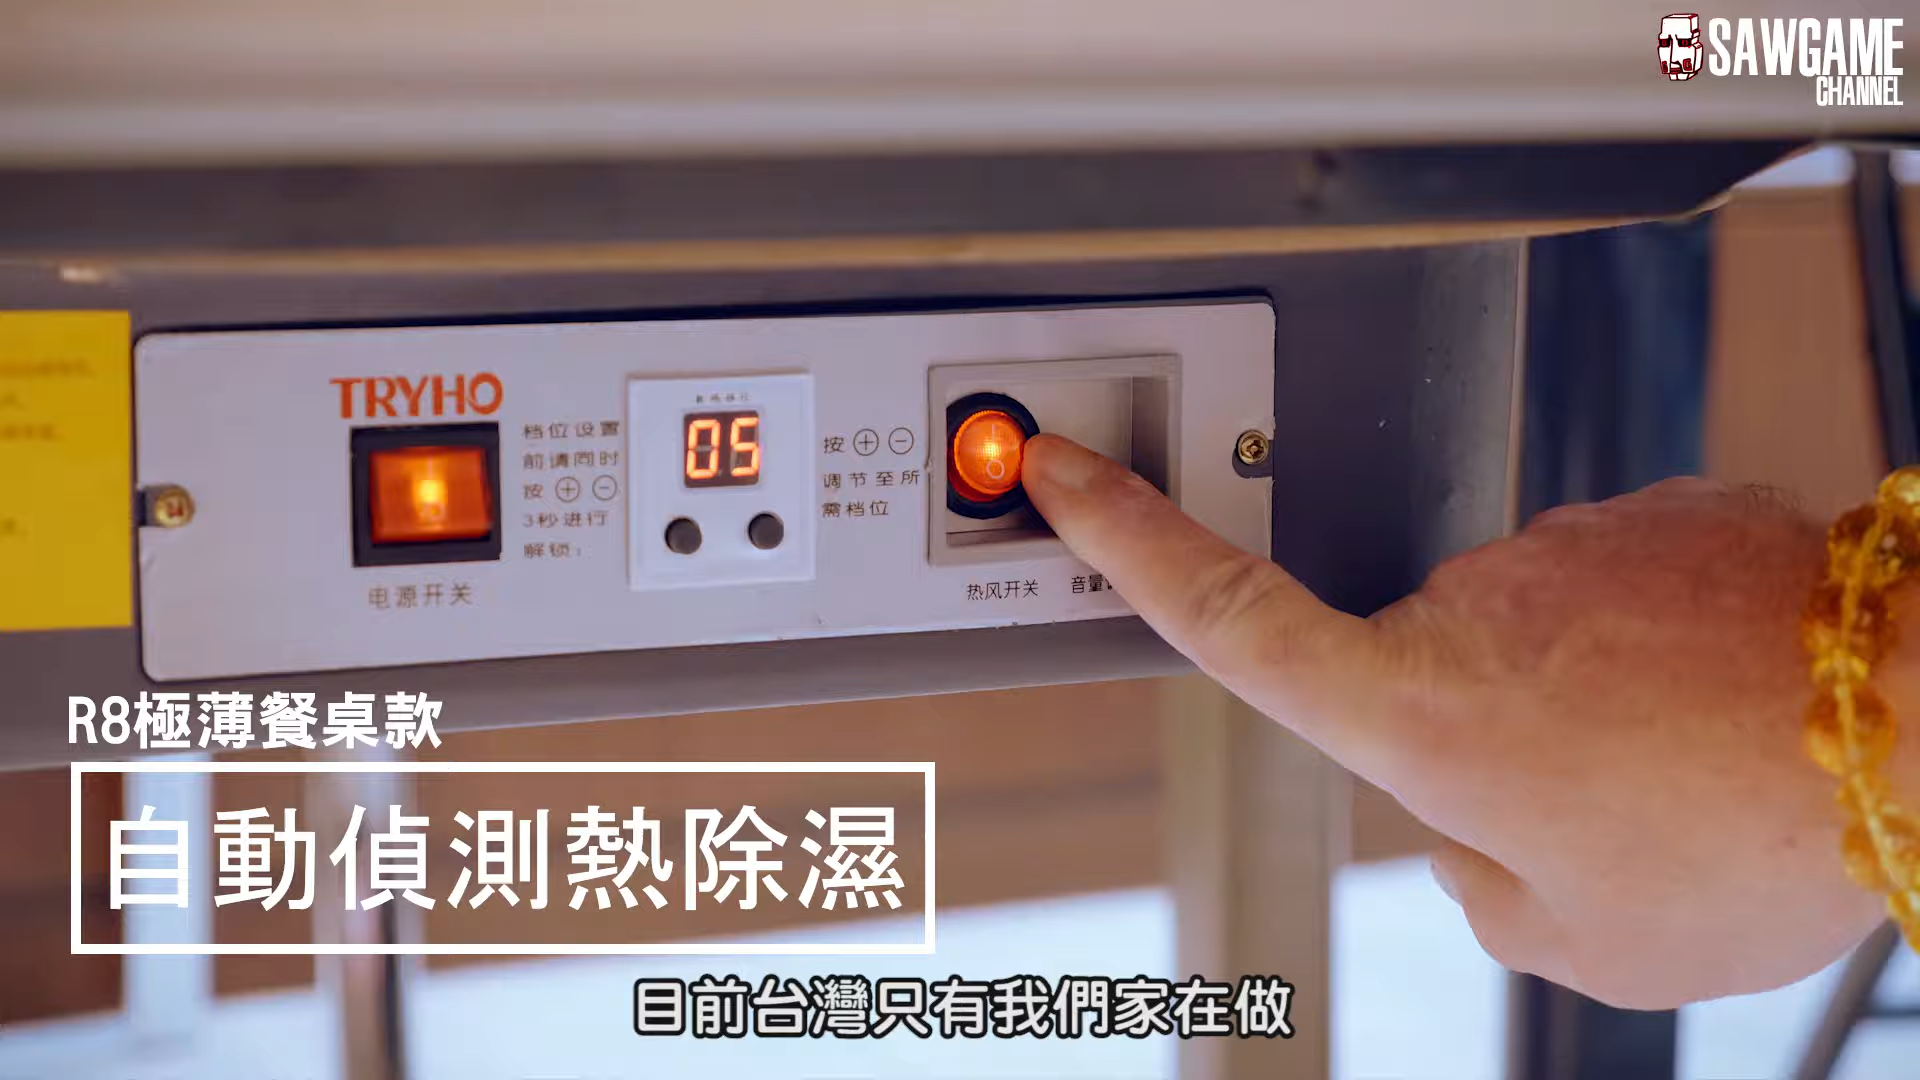 SAWGAME
CHANNEL
TRYHO
档位设置
前请同时
按 ⊕ ⊖
3秒进行
解锁:
05
按 ⊕ ⊖
调节至所
需档位
电源开关
热风开关
音量
R8極薄餐桌款
自動偵測熱除濕
目前台灣只有我們家在做